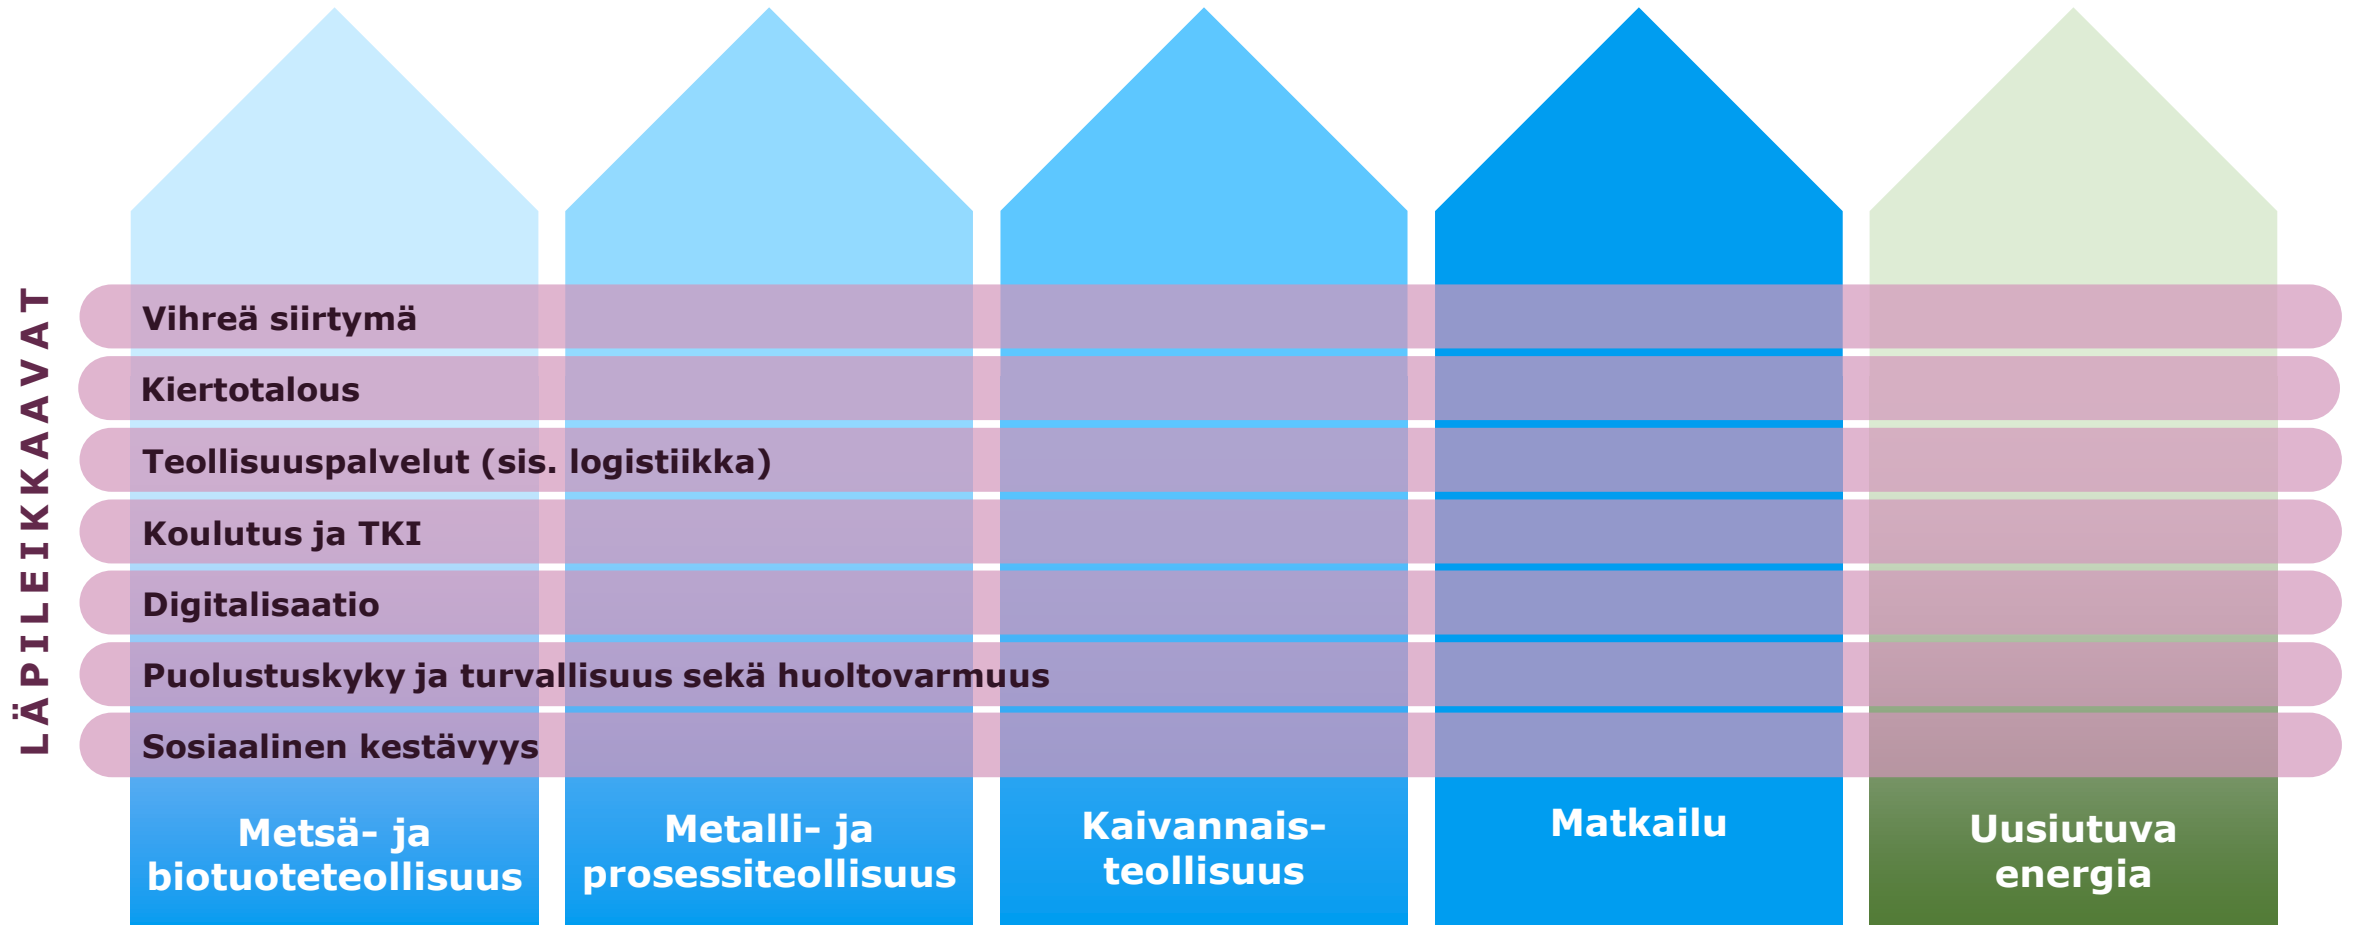 LÄPILEIKKAAVAT
Vihreä siirtymä
Kiertotalous
Teollisuuspalvelut (sis. logistiikka)
Koulutus ja TKI
Digitalisaatio
Puolustuskyky ja turvallisuus sekä huoltovarmuus
Sosiaalinen kestävyys
Metsä- ja
biotuoteteollisuus
Metalli- ja
prosessiteollisuus
Kaivannais-
teollisuus
Matkailu
Uusiutuva
energia